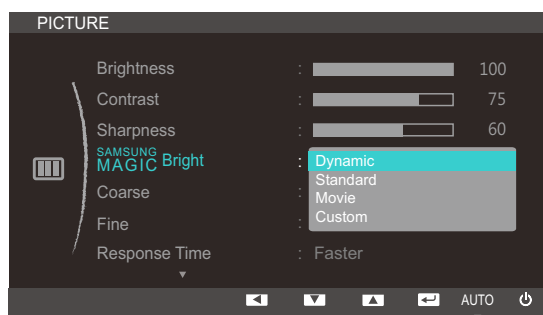 PICTURE
Brightness : 100
Contrast : 75
Sharpness : 60
SAMSUNG
MAGIC Bright : Dynamic
Standard
Movie
Custom
Coarse :
Fine :
Response Time : Faster
AUTO